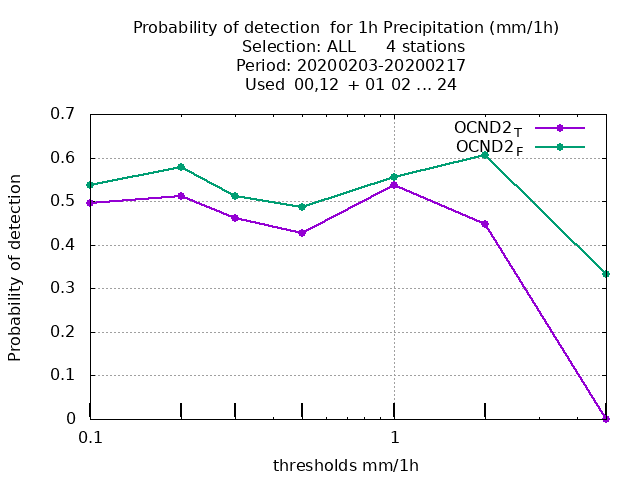 Probability of detection  for 1h Precipitation (mm/1h)
Selection: ALL      4 stations
Period: 20200203-20200217
Used  00,12  + 01 02 ... 24
OCND2T
OCND2F
Probability of detection
0.7
0.6
0.5
0.4
0.3
0.2
0.1
0
0.1 1
thresholds mm/1h